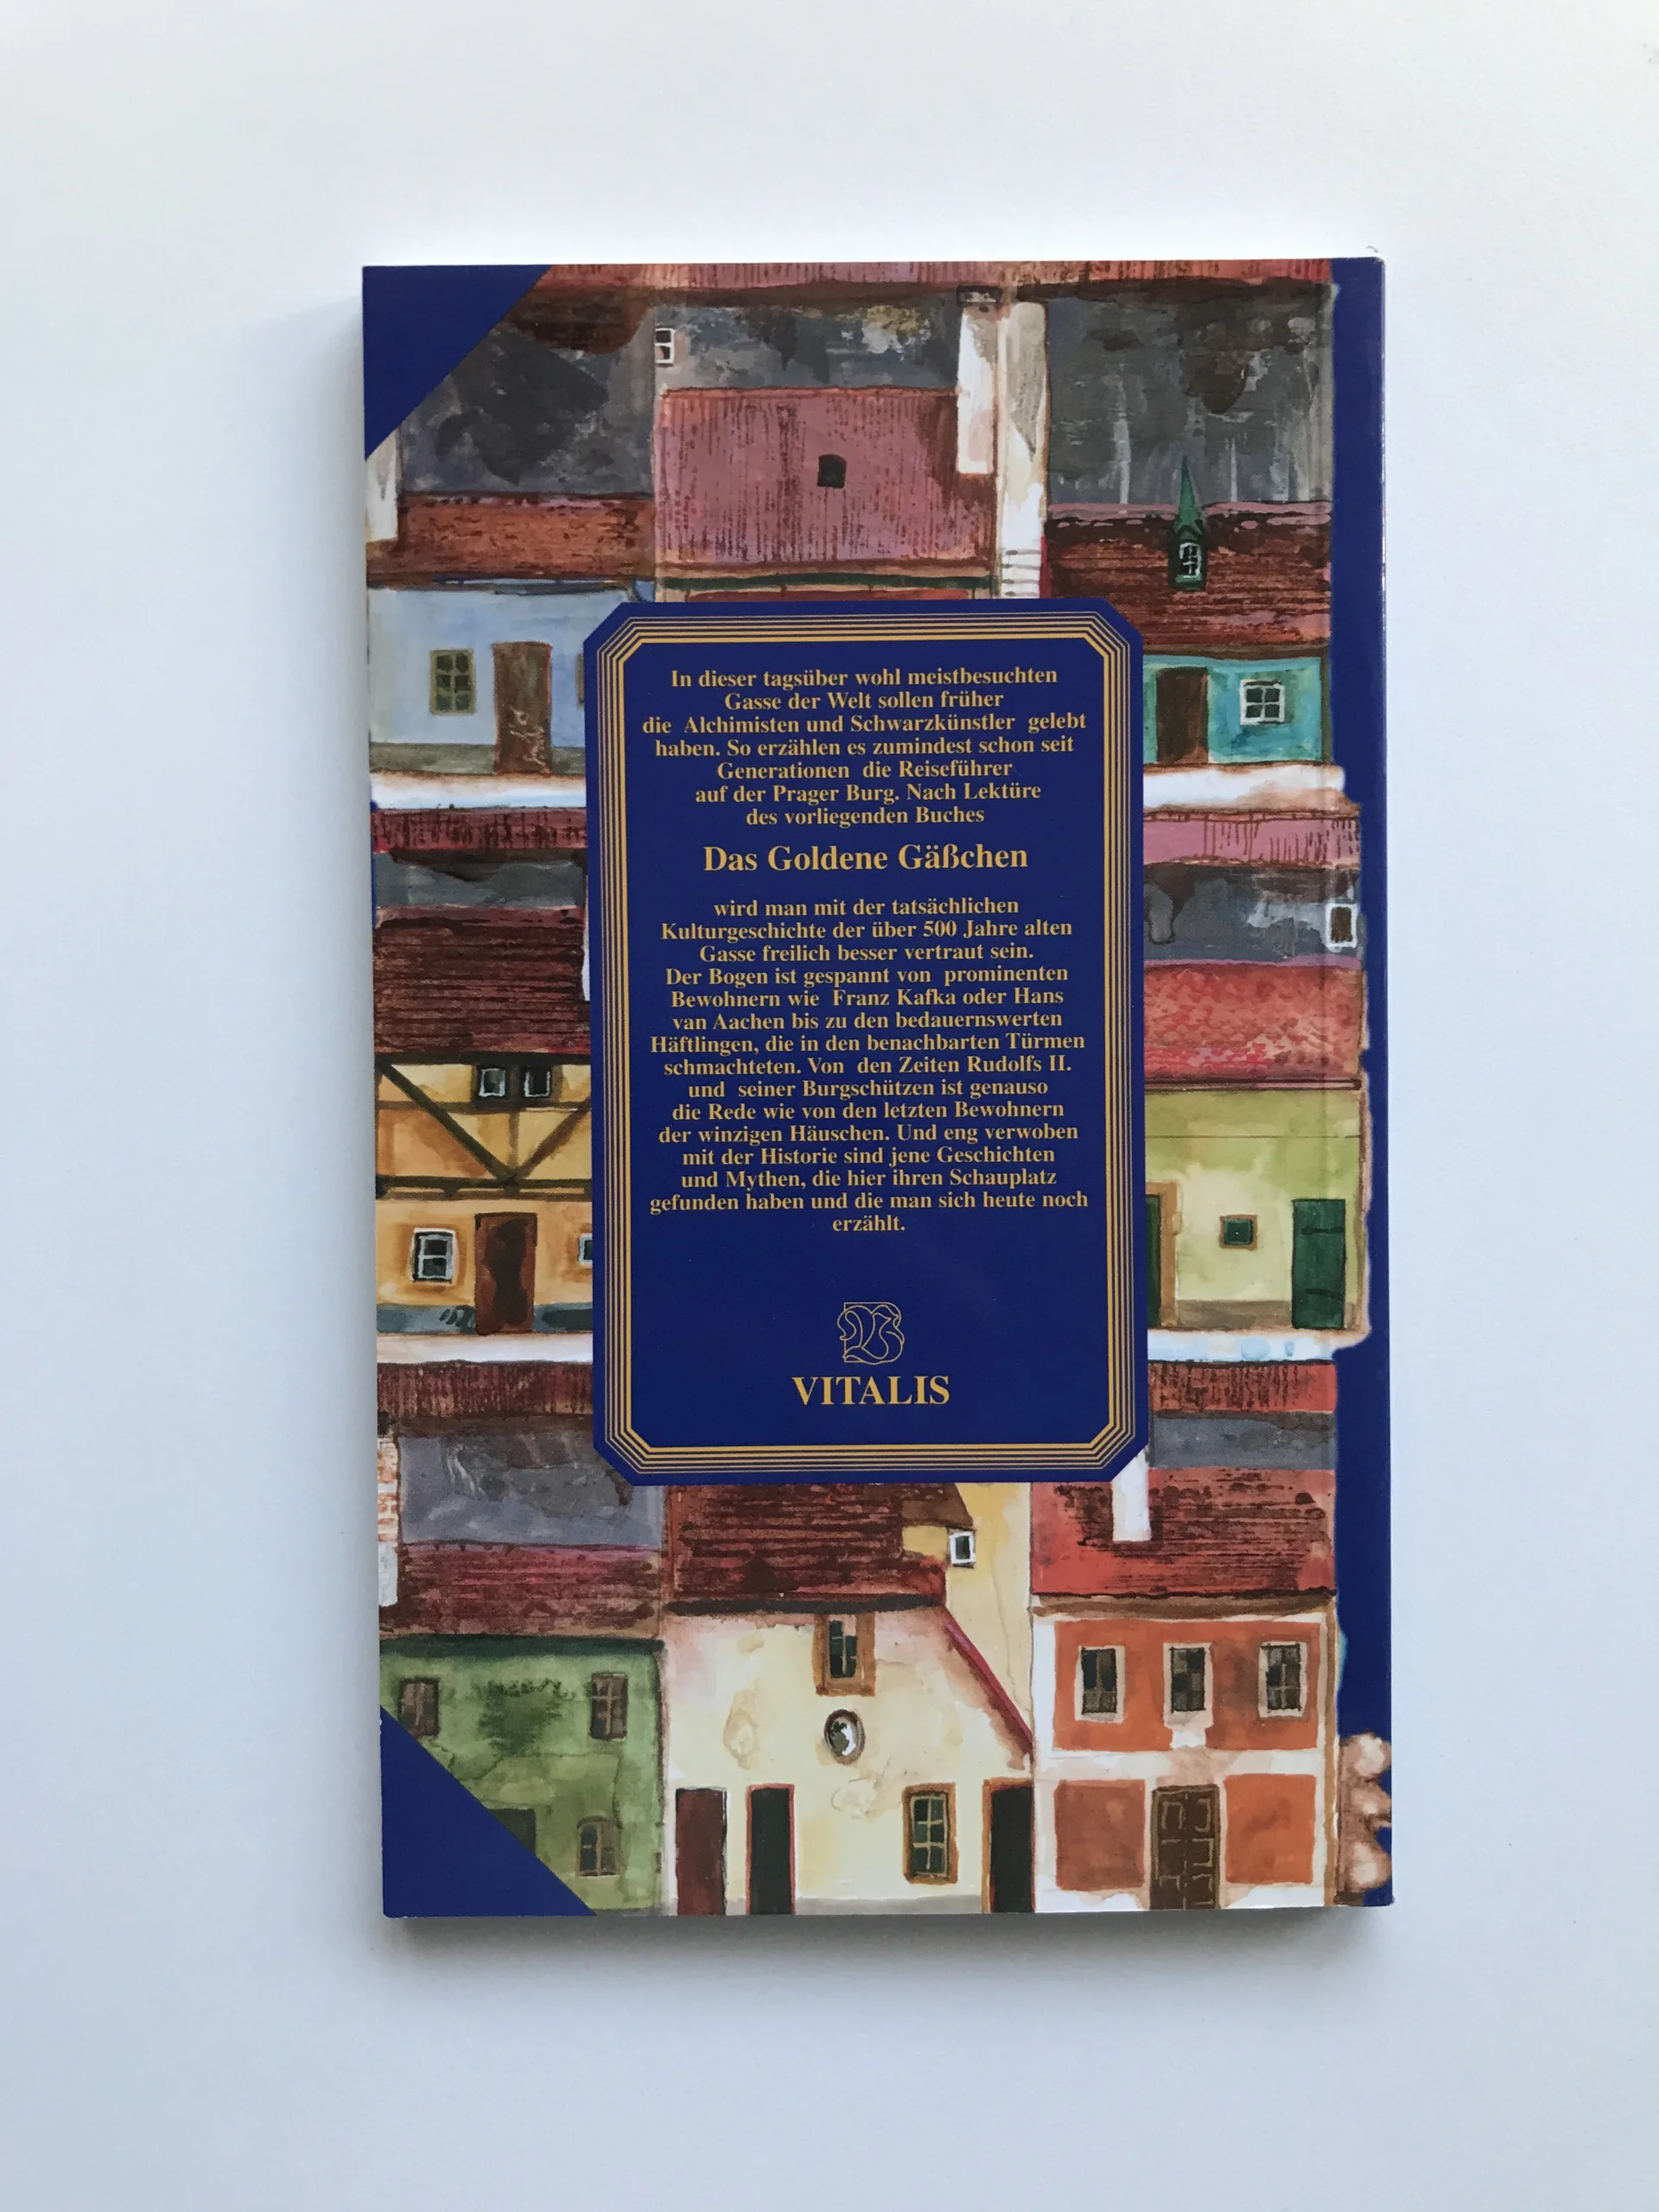 In dieser tagsüber wohl meistbesuchten
Gasse der Welt sollen früher
die Alchimisten und Schwarzkünstler gelebt
haben. So erzählen es zumindest schon seit
Generationen die Reiseführer
auf der Prager Burg. Nach Lektüre
des vorliegenden Buches
Das Goldene Gäßchen
wird man mit der tatsächlichen
Kulturgeschichte der über 500 Jahre alten
Gasse freilich besser vertraut sein.
Der Bogen ist gespannt von prominenten
Bewohnern wie Franz Kafka oder Hans
van Aachen bis zu den bedauernswerten
Häftlingen, die in den benachbarten Türmen
schmachteten. Von den Zeiten Rudolfs II.
und seiner Burgschützen ist genauso
die Rede wie von den letzten Bewohnern
der winzigen Häuschen. Und eng verwoben
mit der Historie sind jene Geschichten
und Mythen, die hier ihren Schauplatz
gefunden haben und die man sich heute noch
erzählt.
VITALIS